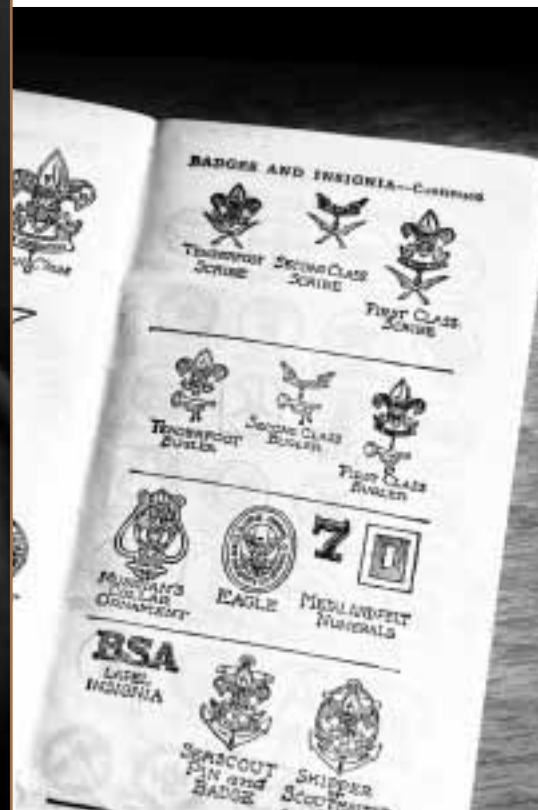 BADGES AND INSIGNIA—CONTINUED
TENDERFOOT
SCRIBE
SECOND CLASS
SCRIBE
FIRST CLASS
SCRIBE
TENDERFOOT
BUGLER
SECOND CLASS
BUGLER
FIRST CLASS
BUGLER
MUSICIAN'S
COLLAR
ORNAMENT
EAGLE
7
METAL AND FELT
NUMERALS
BSA
LAPEL
INSIGNIA
SEASCOUT
PIN and
BADGE
SKIPPER
CLASS